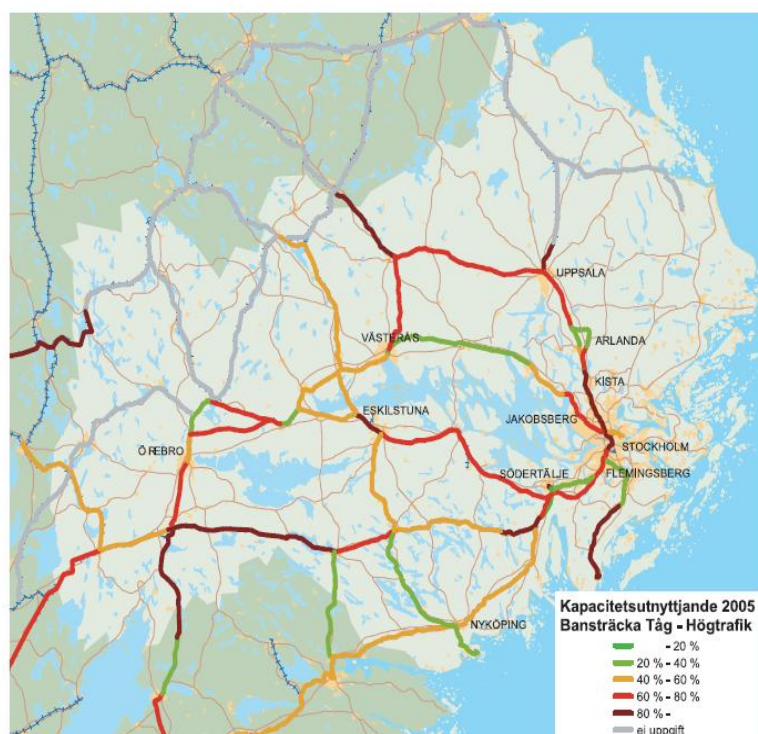 UPPSALA
ARLANDA
VÄSTERÅS
KISTA
ESKILSTUNA
JAKOBSBERG
STOCKHOLM
ÖREBRO
SÖDERTÄLJE
FLEMINGSBERG
NYKÖPING
Kapacitetsutnyttjande 2005
Bansträcka Tåg - Högtrafik
- 20 %
20 % - 40 %
40 % - 60 %
60 % - 80 %
80 % -
ej uppgift